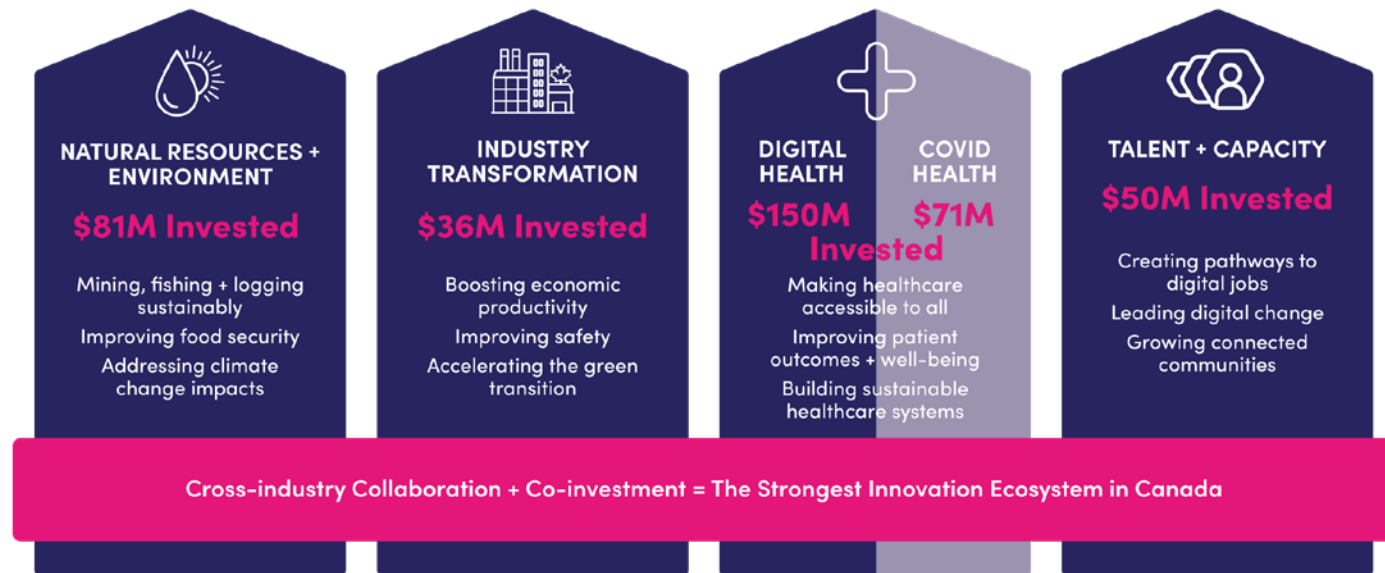 NATURAL RESOURCES +
ENVIRONMENT
$81M Invested
Mining, fishing + logging
sustainably
Improving food security
Addressing climate
change impacts
INDUSTRY
TRANSFORMATION
$36M Invested
Boosting economic
productivity
Improving safety
Accelerating the green
transition
DIGITAL
HEALTH
COVID
HEALTH
$150M
$71M
Invested
Making healthcare
accessible to all
Improving patient
outcomes + well-being
Building sustainable
healthcare systems
TALENT + CAPACITY
$50M Invested
Creating pathways to
digital jobs
Leading digital change
Growing connected
communities
Cross-industry Collaboration + Co-investment = The Strongest Innovation Ecosystem in Canada